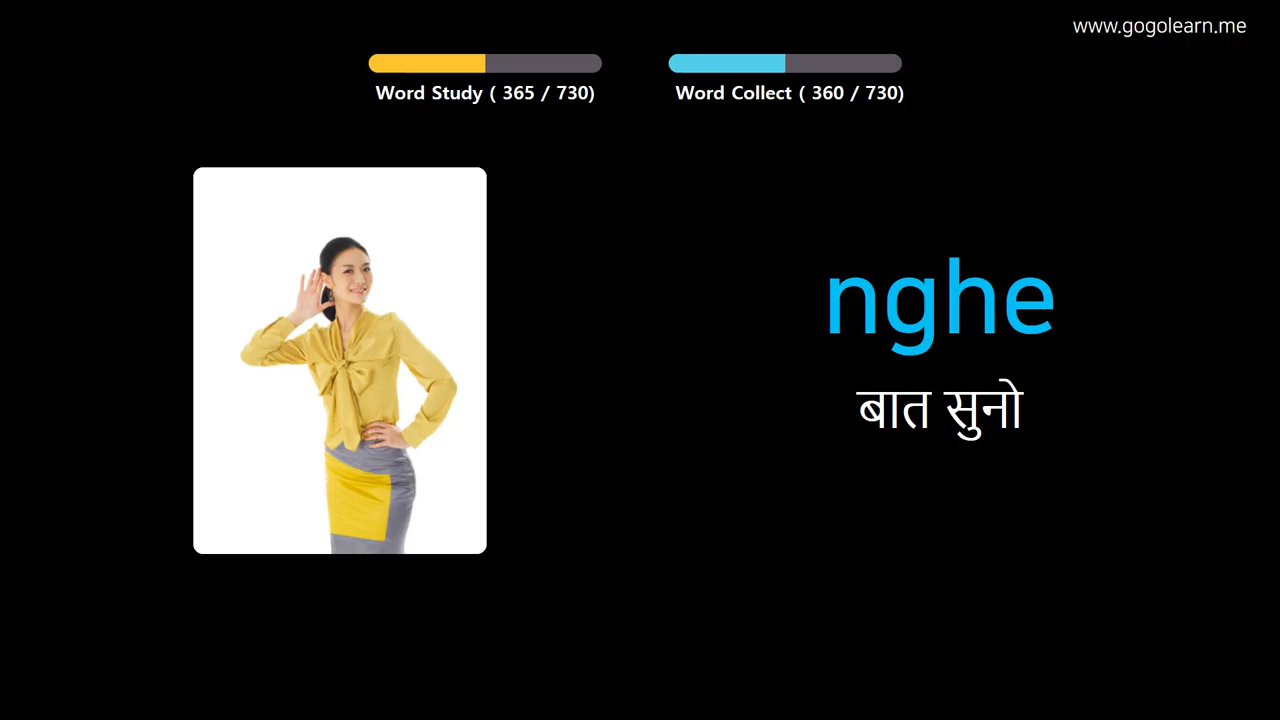 www.gogolearn.me
Word Study ( 365 / 730)
Word Collect ( 360 / 730)
nghe
बात सुनो